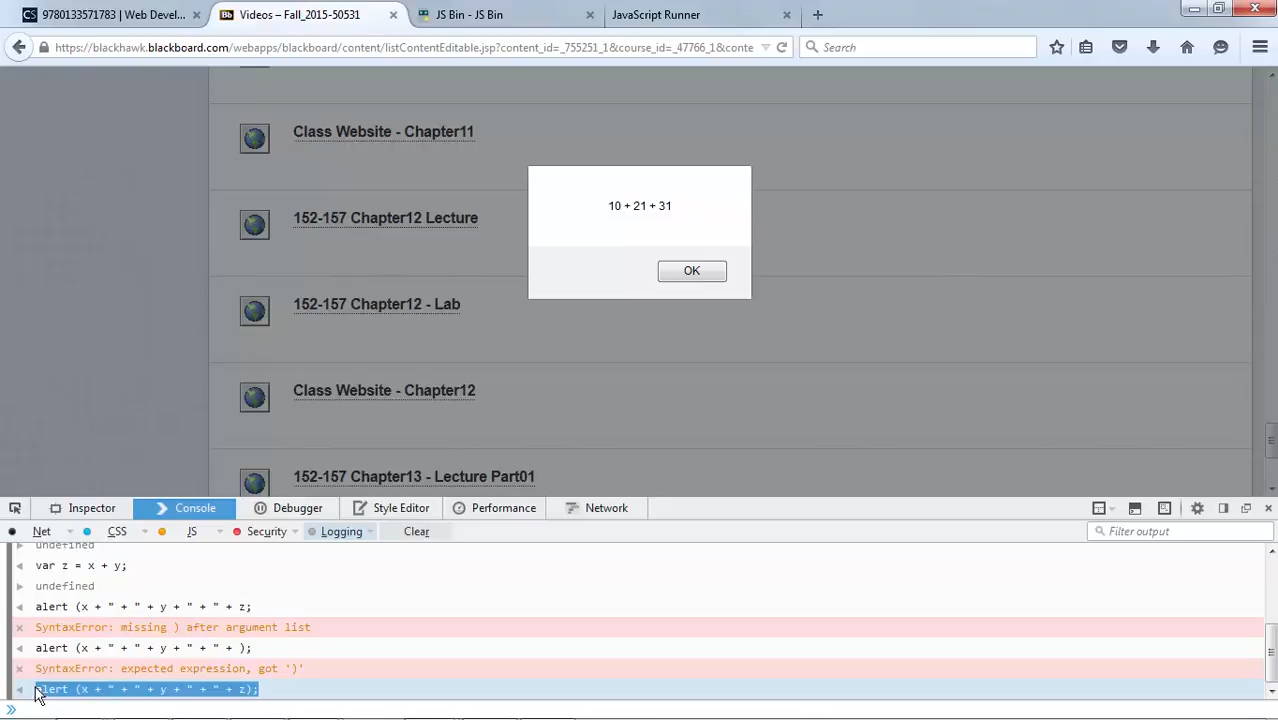 9780133571783 | Web Devel...
Videos – Fall_2015-50531
JS Bin - JS Bin
JavaScript Runner
https://blackhawk.blackboard.com/webapps/blackboard/content/listContentEditable.jsp?content_id=_755251_1&course_id=_47766_1&conte
Search
Class Website - Chapter11
10 + 21 + 31
OK
152-157 Chapter12 Lecture
152-157 Chapter12 - Lab
Class Website - Chapter12
152-157 Chapter13 - Lecture Part01
Inspector
Console
Debugger
Style Editor
Performance
Network
Net
CSS
JS
Security
Logging
Clear
Filter output
undefined
var z = x + y;
undefined
alert (x + " + " + y + " + " + z;
SyntaxError: missing ) after argument list
alert (x + " + " + y + " + " + );
SyntaxError: expected expression, got ')'
alert (x + " + " + y + " + " + z);